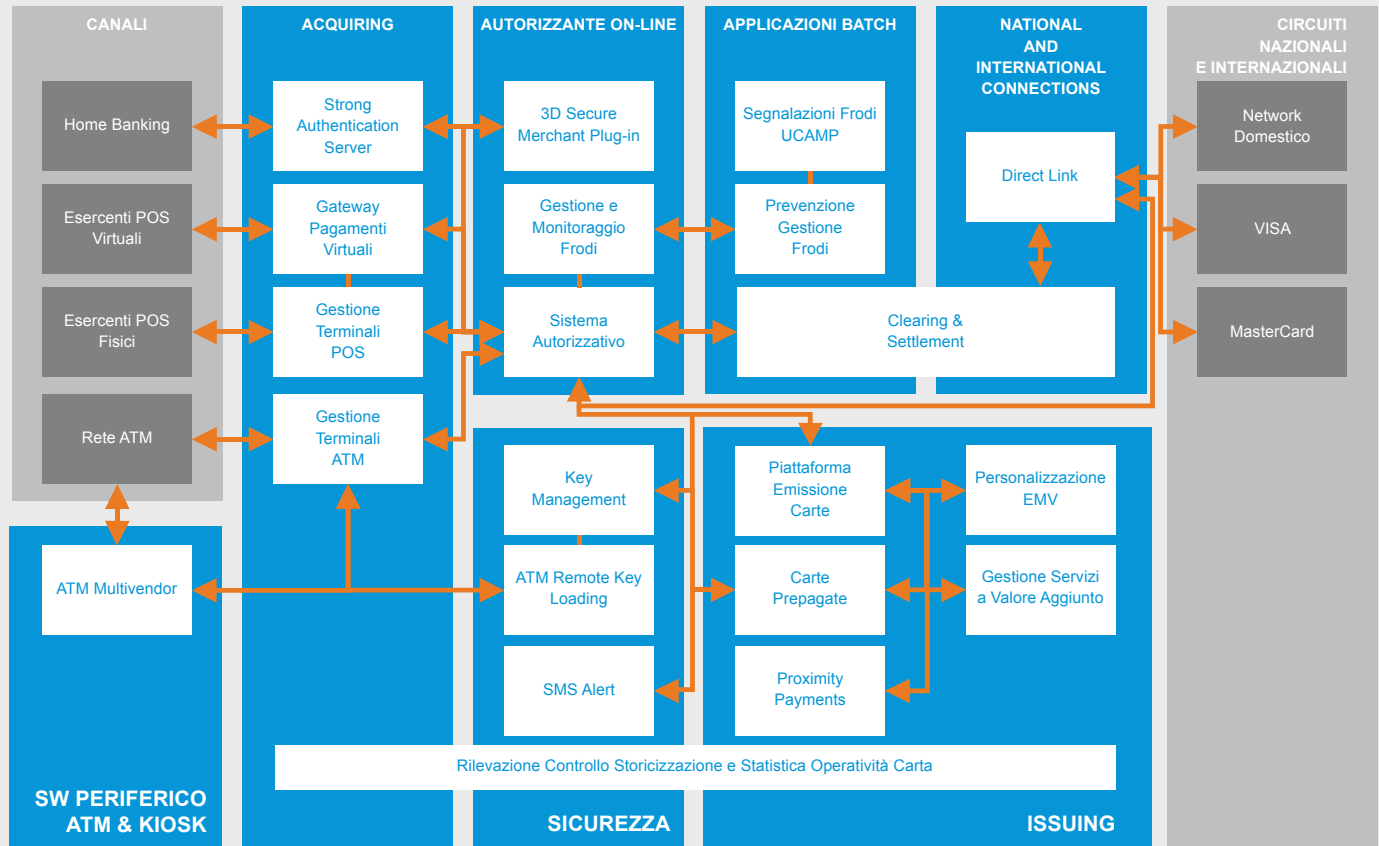 CANALI
Home Banking
Esercenti POS
Virtuali
Esercenti POS
Fisici
Rete ATM
ATM Multivendor
SW PERIFERICO
ATM & KIOSK
ACQUIRING
Strong
Authentication
Server
Gateway
Pagamenti
Virtuali
Gestione
Terminali
POS
Gestione
Terminali
ATM
AUTORIZZANTE ON-LINE
3D Secure
Merchant Plug-in
Gestione e
Monitoraggio
Frodi
Sistema
Autorizzativo
APPLICAZIONI BATCH
Segnalazioni Frodi
UCAMP
Prevenzione
Gestione
Frodi
NATIONAL
AND
INTERNATIONAL
CONNECTIONS
Direct Link
Clearing &
Settlement
CIRCUITI
NAZIONALI
E INTERNAZIONALI
Network
Domestico
VISA
MasterCard
Key
Management
ATM Remote Key
Loading
SMS Alert
SICUREZZA
Piattaforma
Emissione
Carte
Personalizzazione
EMV
Carte
Prepagate
Gestione Servizi
a Valore Aggiunto
Proximity
Payments
Rilevazione Controllo Storicizzazione e Statistica Operatività Carta
ISSUING